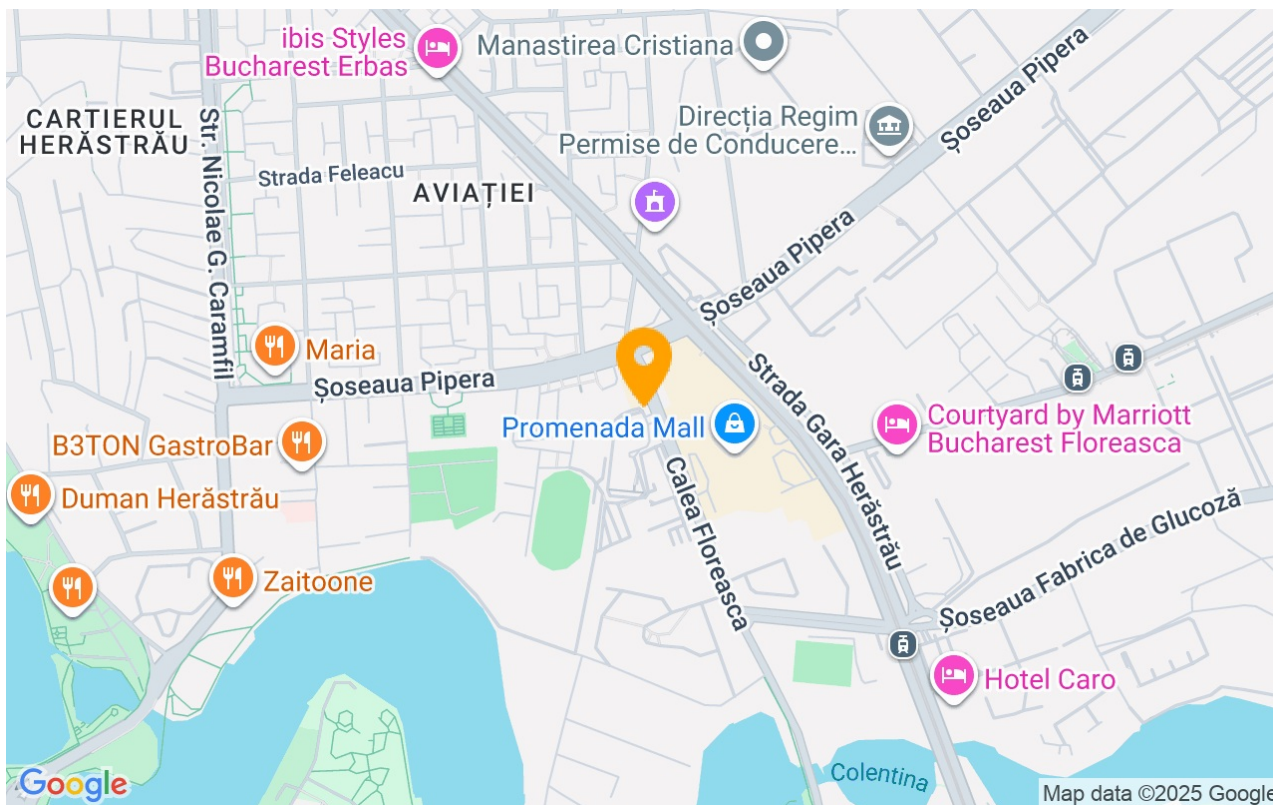 ibis Styles
Bucharest Erbas
Manastirea Cristiana
Șoseaua Pipera
CARTIERUL
HERĂSTRĂU
Str. Nicolae G. Caramfil
Direcția Regim
Permise de Conducere...
Strada Feleacu
AVIAȚIEI
Șoseaua Pipera
Maria
Șoseaua Pipera
Strada Gara Herăstrău
Promenada Mall
Courtyard by Marriott
Bucharest Floreasca
B3TON GastroBar
Duman Herăstrău
Calea Floreasca
Șoseaua Fabrica de Glucoză
Zaitoone
Hotel Caro
Colentina
Google
Map data ©2025 Google